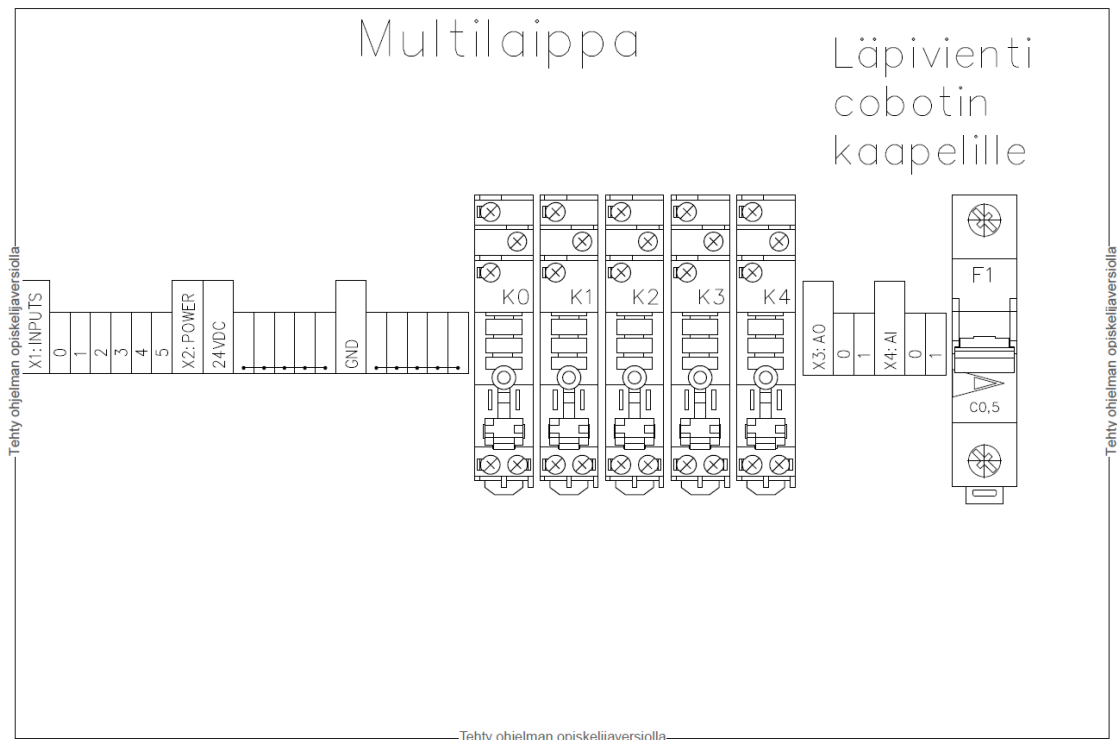 Multilaippa
Läpivienti
cobotin
kaapelille
Tehty ohjelman opiskelijaversiolla
X1: INPUTS
0
1
2
3
4
5
X2: POWER
24VDC
GND
K0
K1
K2
K3
K4
X3: AO
0
1
X4: AI
0
1
F1
C0,5
Tehty ohjelman opiskelijaversiolla
Tehty ohjelman opiskelijaversiolla